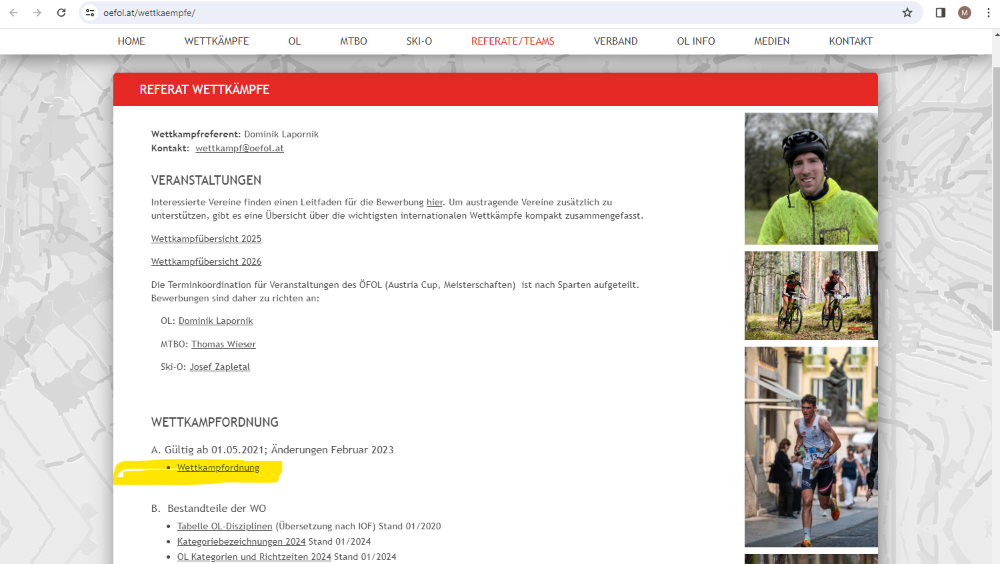 oefol.at/wettkaempfe/
M
HOME WETTKÄMPFE OL MTBO SKI-O REFERATE/TEAMS VERBAND OL INFO MEDIEN KONTAKT
REFERAT WETTKÄMPFE
Wettkampfreferent: Dominik Lapornik
Kontakt: wettkampf@oefol.at
VERANSTALTUNGEN
Interessierte Vereine finden einen Leitfaden für die Bewerbung hier. Um austragende Vereine zusätzlich zu
unterstützen, gibt es eine Übersicht über die wichtigsten internationalen Wettkämpfe kompakt zusammengefasst.
Wettkampfübersicht 2025
Wettkampfübersicht 2026
Die Terminkoordination für Veranstaltungen des ÖFOL (Austria Cup, Meisterschaften) ist nach Sparten aufgeteilt.
Bewerbungen sind daher zu richten an:
OL: Dominik Lapornik
MTBO: Thomas Wieser
Ski-O: Josef Zapletal
WETTKAMPFORDNUNG
A. Gültig ab 01.05.2021; Änderungen Februar 2023
• Wettkampfordnung
B. Bestandteile der WO
• Tabelle OL-Disziplinen (Übersetzung nach IOF) Stand 01/2020
• Kategoriebezeichnungen 2024 Stand 01/2024
• OL Kategorien und Richtzeiten 2024 Stand 01/2024
13